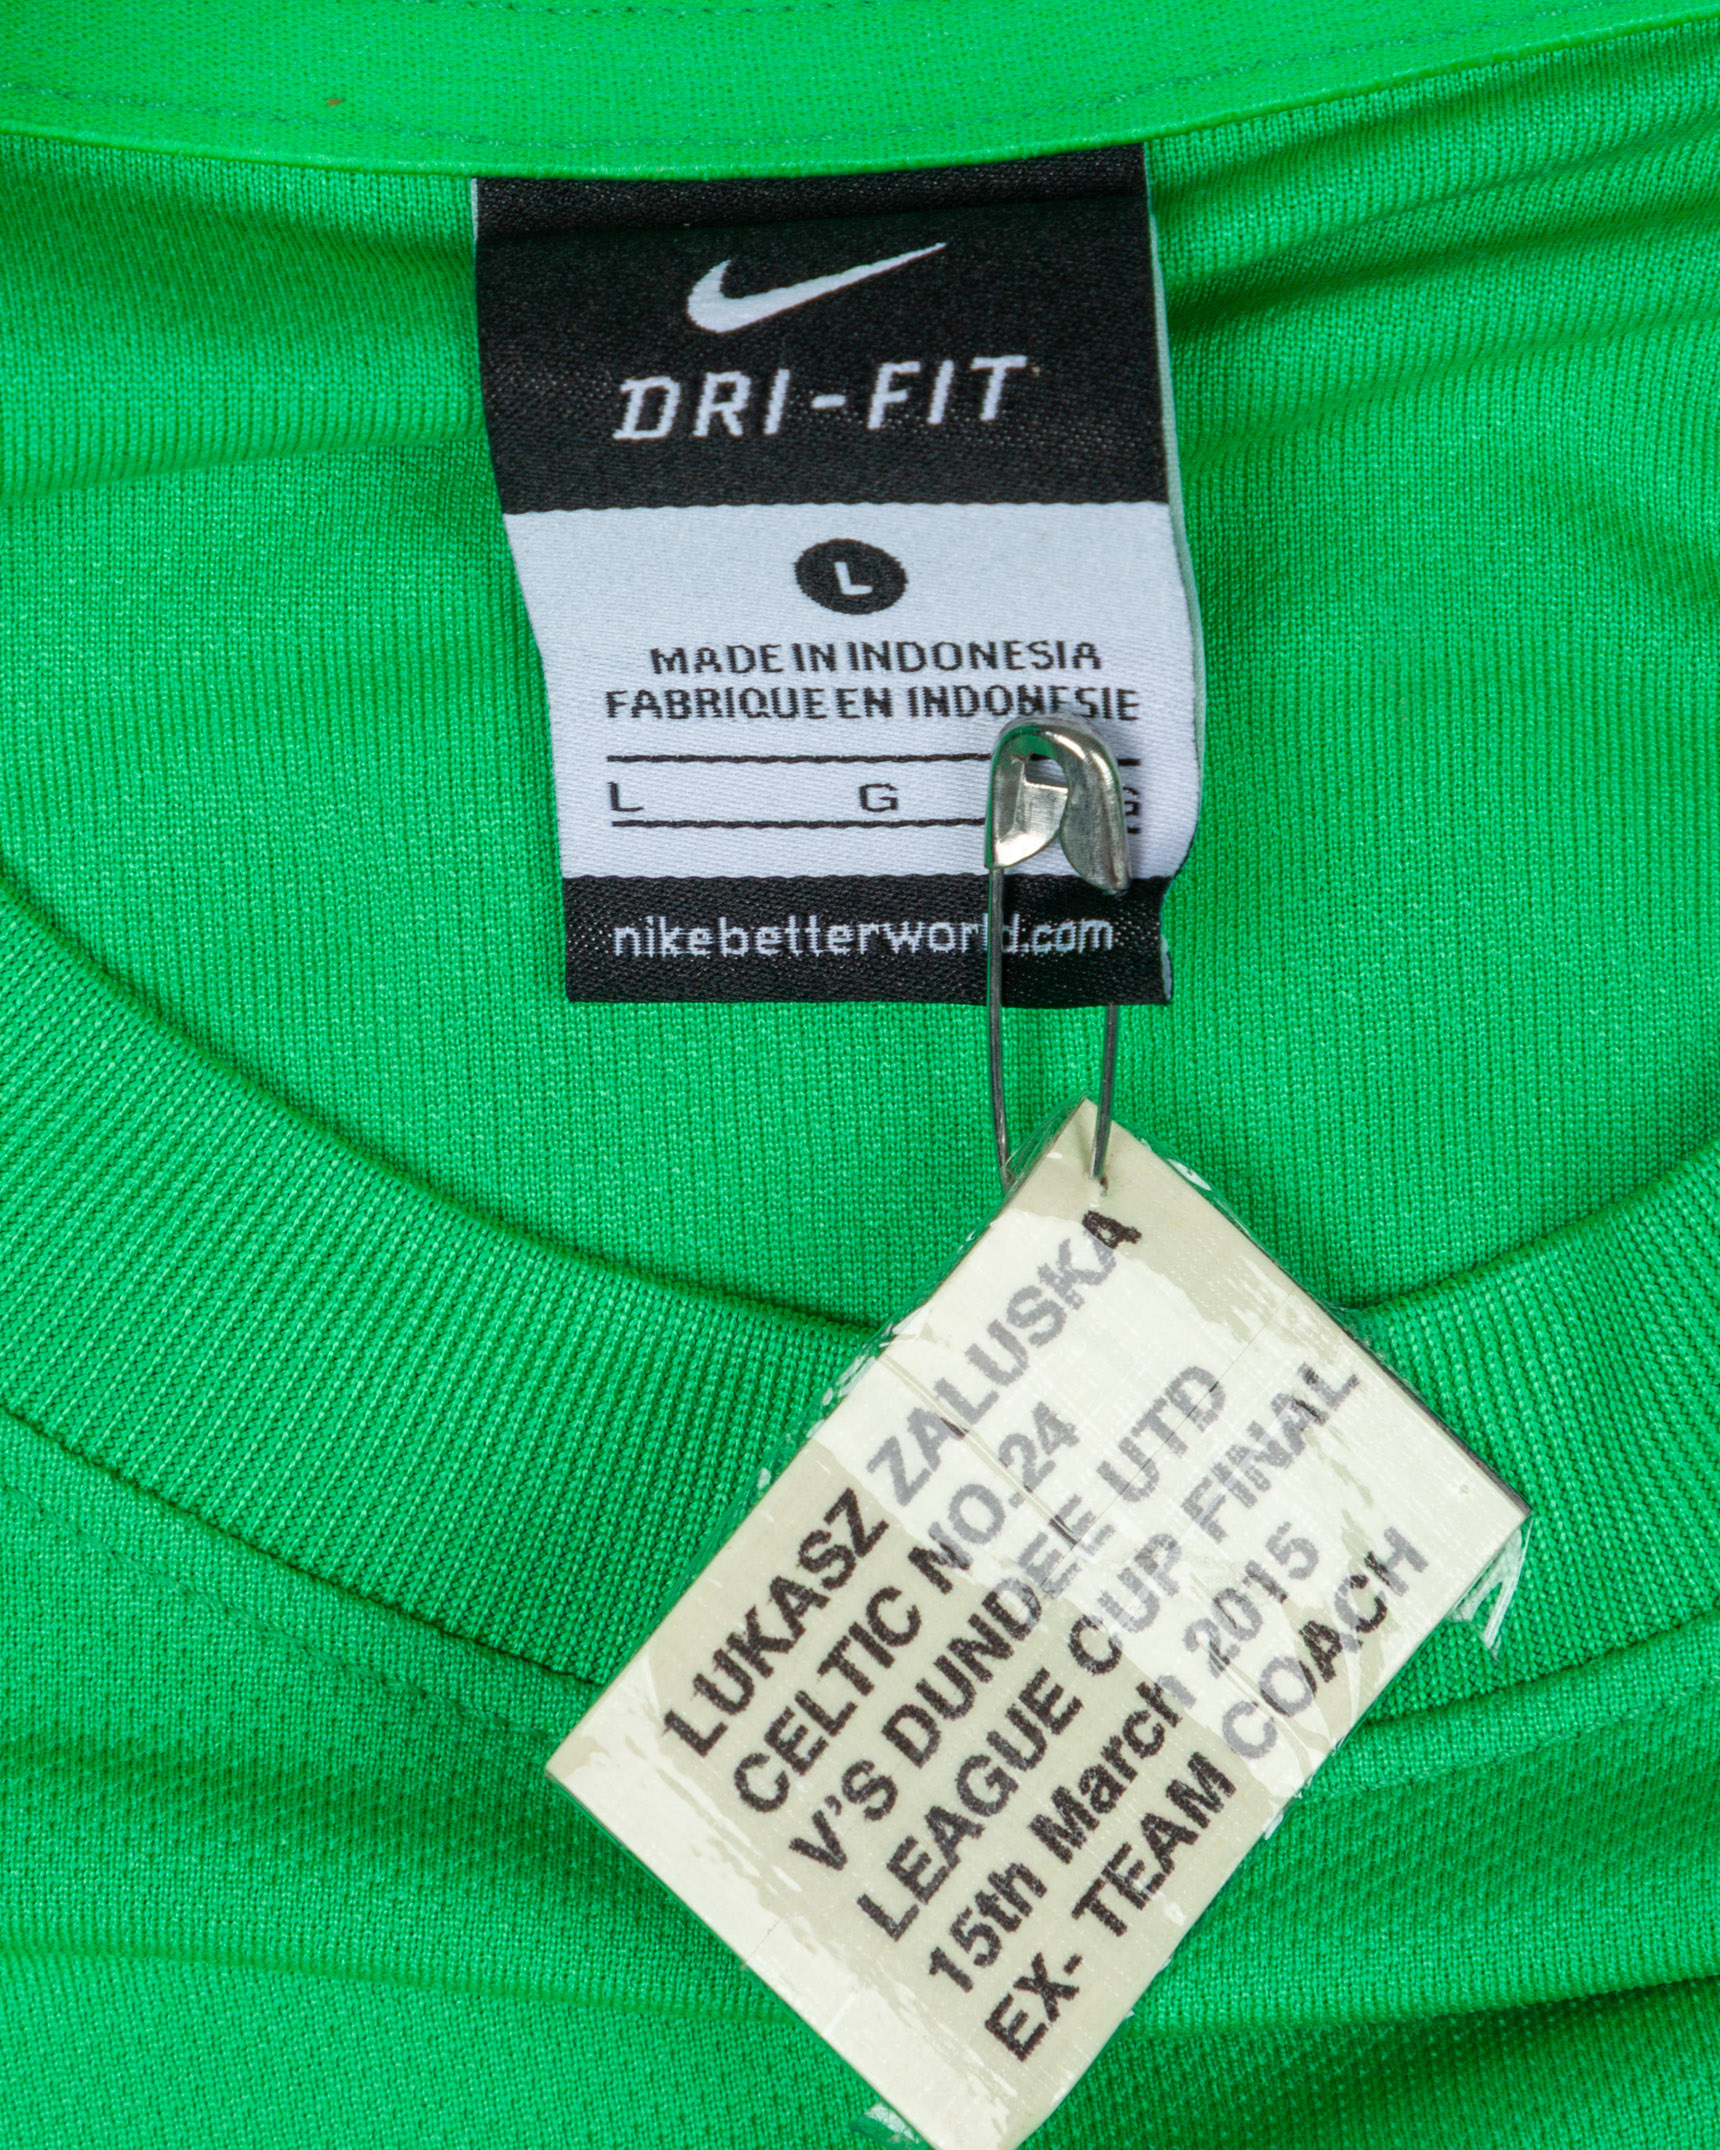 DRI-FIT
L
MADE IN INDONESIA
FABRIQUE EN INDONESIE
L G G
nikebetterworld.com
LUKASZ ZALUSKA
CELTIC NO.24
V'S DUNDEE UTD
LEAGUE CUP FINAL
15th March 2015
EX- TEAM COACH